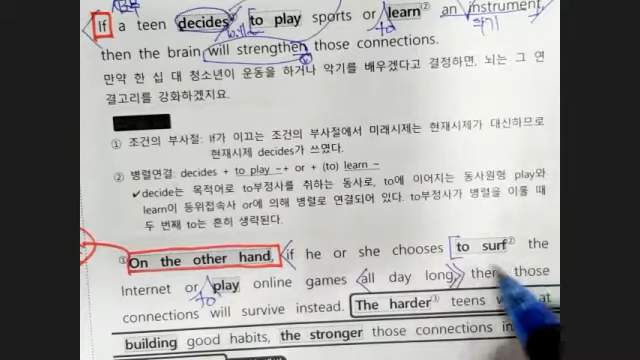 If a teen decides to play sports or learn② an instrument,
then the brain will strengthen those connections.
만약 한 십 대 청소년이 운동을 하거나 악기를 배우겠다고 결정하면, 뇌는 그 연
결고리를 강화하겠지요.
① 조건의 부사절: If가 이끄는 조건의 부사절에서 미래시제는 현재시제가 대신하므로
현재시제 decides가 쓰였다.
② 병렬연결: decides + to play ~ + or + (to) learn ~
✔decide는 목적어로 to부정사를 취하는 동사로, to에 이어지는 동사원형 play와
learn이 등위접속사 or에 의해 병렬로 연결되어 있다. to부정사가 병렬을 이룰 때
두 번째 to는 흔히 생략된다.
①On the other hand, if he or she chooses to surf② the
Internet or play online games all day long, then those
to
connections will survive instead. The harder③ teens at
building good habits, the stronger those connections